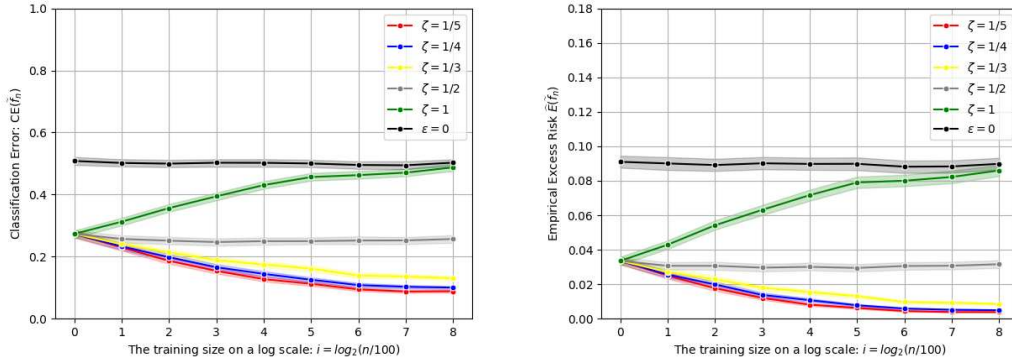 1.0
0.8
0.6
0.4
0.2
0.0
Classification Error: CE(f̃_n)
0 1 2 3 4 5 6 7 8
The training size on a log scale: i = log_2(n/100)
ζ = 1/5
ζ = 1/4
ζ = 1/3
ζ = 1/2
ζ = 1
ε = 0
0.18
0.16
0.14
0.12
0.10
0.08
0.06
0.04
0.02
0.00
Empirical Excess Risk Ẽ(f_n)
0 1 2 3 4 5 6 7 8
The training size on a log scale: i = log_2(n/100)
ζ = 1/5
ζ = 1/4
ζ = 1/3
ζ = 1/2
ζ = 1
ε = 0